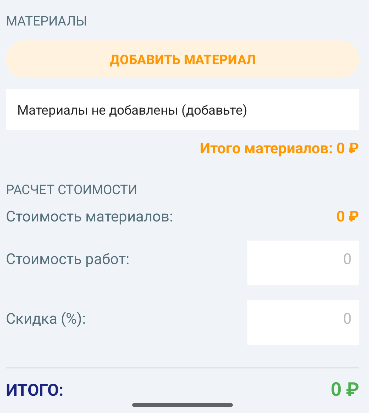 МАТЕРИАЛЫ
ДОБАВИТЬ МАТЕРИАЛ
Материалы не добавлены (добавьте)
Итого материалов: 0 ₽
РАСЧЕТ СТОИМОСТИ
Стоимость материалов: 0 ₽
Стоимость работ: 0
Скидка (%): 0
ИТОГО: 0 ₽